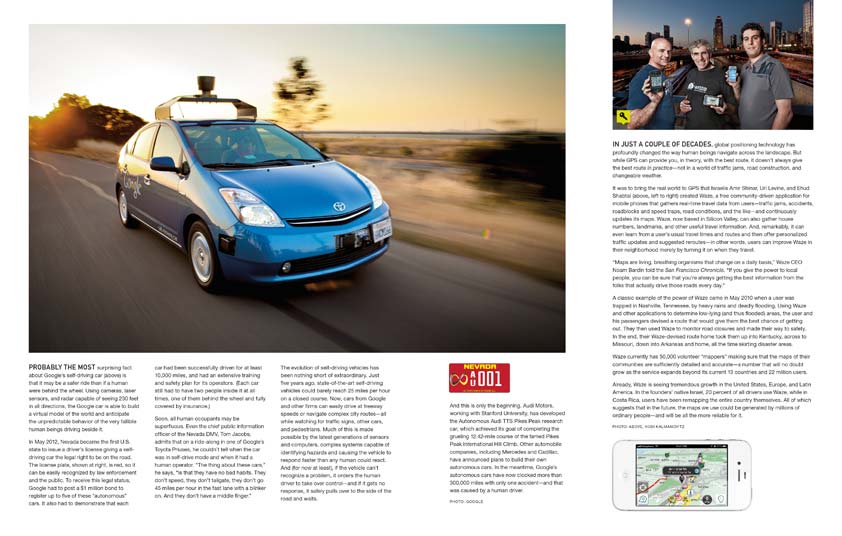 Google
PROBABLY THE MOST surprising fact
about Google's self-driving car (above) is
that it may be a safer ride than if a human
were behind the wheel. Using cameras, laser
sensors, and radar capable of seeing 230 feet
in all directions, the Google car is able to build
a virtual model of the world and anticipate
the unpredictable behavior of the very fallible
human beings driving beside it.
In May 2012, Nevada became the first U.S.
state to issue a driver's license giving a self-
driving car the legal right to be on the road.
The license plate, shown at right, is red, so it
can be easily recognized by law enforcement
and the public. To receive this legal status,
Google had to post a $1 million bond to
register up to five of these "autonomous"
cars. It also had to demonstrate that each
car had been successfully driven for at least
10,000 miles, and had an extensive training
and safety plan for its operators. (Each car
still had to have two people inside it at all
times, one of them behind the wheel and fully
covered by insurance.)
Soon, all human occupants may be
superfluous. Even the chief public information
officer of the Nevada DMV, Tom Jacobs,
admits that on a ride-along in one of Google's
Toyota Priuses, he couldn't tell when the car
was in self-drive mode and when it had a
human operator. "The thing about these cars,"
he says, "is that they have no bad habits. They
don't speed, they don't tailgate, they don't go
45 miles per hour in the fast lane with a blinker
on. And they don't have a middle finger."
The evolution of self-driving vehicles has
been nothing short of extraordinary. Just
five years ago, state-of-the-art self-driving
vehicles could barely reach 25 miles per hour
on a closed course. Now, cars from Google
and other firms can easily drive at freeway
speeds or navigate complex city routes—all
while watching for traffic signs, other cars,
and pedestrians. Much of this is made
possible by the latest generations of sensors
and computers, complex systems capable of
identifying hazards and causing the vehicle to
respond faster than any human could react.
And (for now at least), if the vehicle can't
recognize a problem, it orders the human
driver to take over control—and if it gets no
response, it safely pulls over to the side of the
road and waits.
NEVADA
AU 001
And this is only the beginning. Audi Motors,
working with Stanford University, has developed
the Autonomous Audi TTS Pikes Peak research
car, which achieved its goal of completing the
grueling 12.42-mile course of the famed Pikes
Peak International Hill Climb. Other automobile
companies, including Mercedes and Cadillac,
have announced plans to build their own
autonomous cars. In the meantime, Google's
autonomous cars have now clocked more than
300,000 miles with only one accident—and that
was caused by a human driver.
PHOTO: GOOGLE
IN JUST A COUPLE OF DECADES, global positioning technology has
profoundly changed the way human beings navigate across the landscape. But
while GPS can provide you, in theory, with the best route, it doesn't always give
the best route in practice—not in a world of traffic jams, road construction, and
changeable weather.
It was to bring the real world to GPS that Israelis Amir Shinar, Uri Levine, and Ehud
Shabtai (above, left to right) created Waze, a free community-driven application for
mobile phones that gathers real-time travel data from users—traffic jams, accidents,
roadblocks and speed traps, road conditions, and the like—and continuously
updates its maps. Waze, now based in Silicon Valley, can also gather house
numbers, landmarks, and other useful travel information. And, remarkably, it can
even learn from a user's usual travel times and routes and then offer personalized
traffic updates and suggested reroutes—in other words, users can improve Waze in
their neighborhood merely by turning it on when they travel.
"Maps are living, breathing organisms that change on a daily basis," Waze CEO
Noam Bardin told the San Francisco Chronicle. "If you give the power to local
people, you can be sure that you're always getting the best information from the
folks that actually drive those roads every day."
A classic example of the power of Waze came in May 2010 when a user was
trapped in Nashville, Tennessee, by heavy rains and deadly flooding. Using Waze
and other applications to determine low-lying (and thus flooded) areas, the user and
his passengers devised a route that would give them the best chance of getting
out. They then used Waze to monitor road closures and made their way to safety.
In the end, their Waze-devised route took them up into Kentucky, across to
Missouri, down into Arkansas and home, all the time skirting disaster areas.
Waze currently has 50,000 volunteer "mappers" making sure that the maps of their
communities are sufficiently detailed and accurate—a number that will no doubt
grow as the service expands beyond its current 13 countries and 22 million users.
Already, Waze is seeing tremendous growth in the United States, Europe, and Latin
America. In the founders' native Israel, 20 percent of all drivers use Waze, while in
Costa Rica, users have been remapping the entire country themselves. All of which
suggests that in the future, the maps we use could be generated by millions of
ordinary people—and will be all the more reliable for it.
PHOTO: ABOVE, KOBI KALMANOVITZ